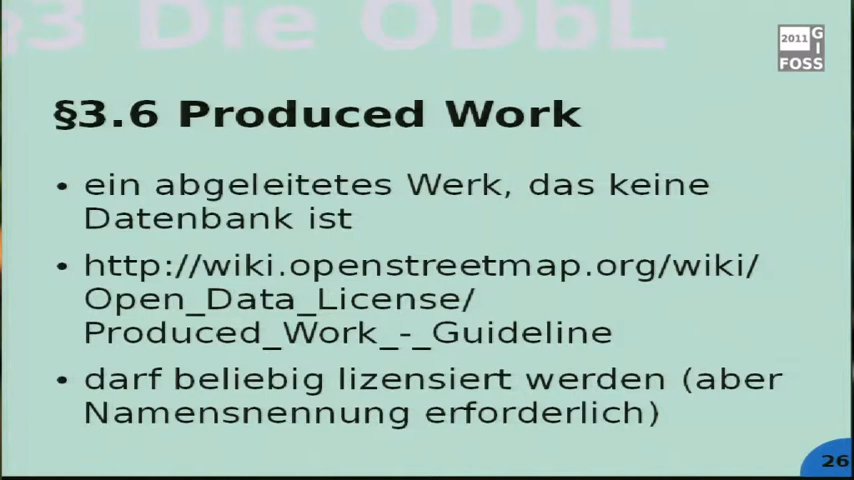 §3 Die ODbL
2011 G
I
FOSS
§3.6 Produced Work
• ein abgeleitetes Werk, das keine
Datenbank ist
• http://wiki.openstreetmap.org/wiki/
Open_Data_License/
Produced_Work_-_Guideline
• darf beliebig lizensiert werden (aber
Namensnennung erforderlich)
26